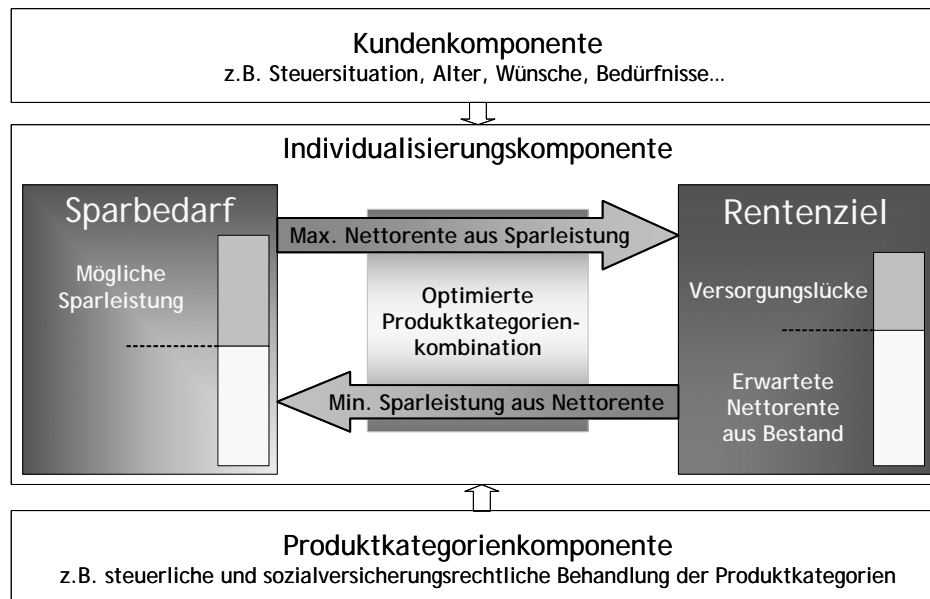 Kundenkomponente
z.B. Steuersituation, Alter, Wünsche, Bedürfnisse...
Individualisierungskomponente
Sparbedarf
Mögliche
Sparleistung
Max. Nettorente aus Sparleistung
Optimierte
Produktkategorien-
kombination
Min. Sparleistung aus Nettorente
Rentenziel
Versorgungslücke
Erwartete
Nettorente
aus Bestand
Produktkategorienkomponente
z.B. steuerliche und sozialversicherungsrechtliche Behandlung der Produktkategorien